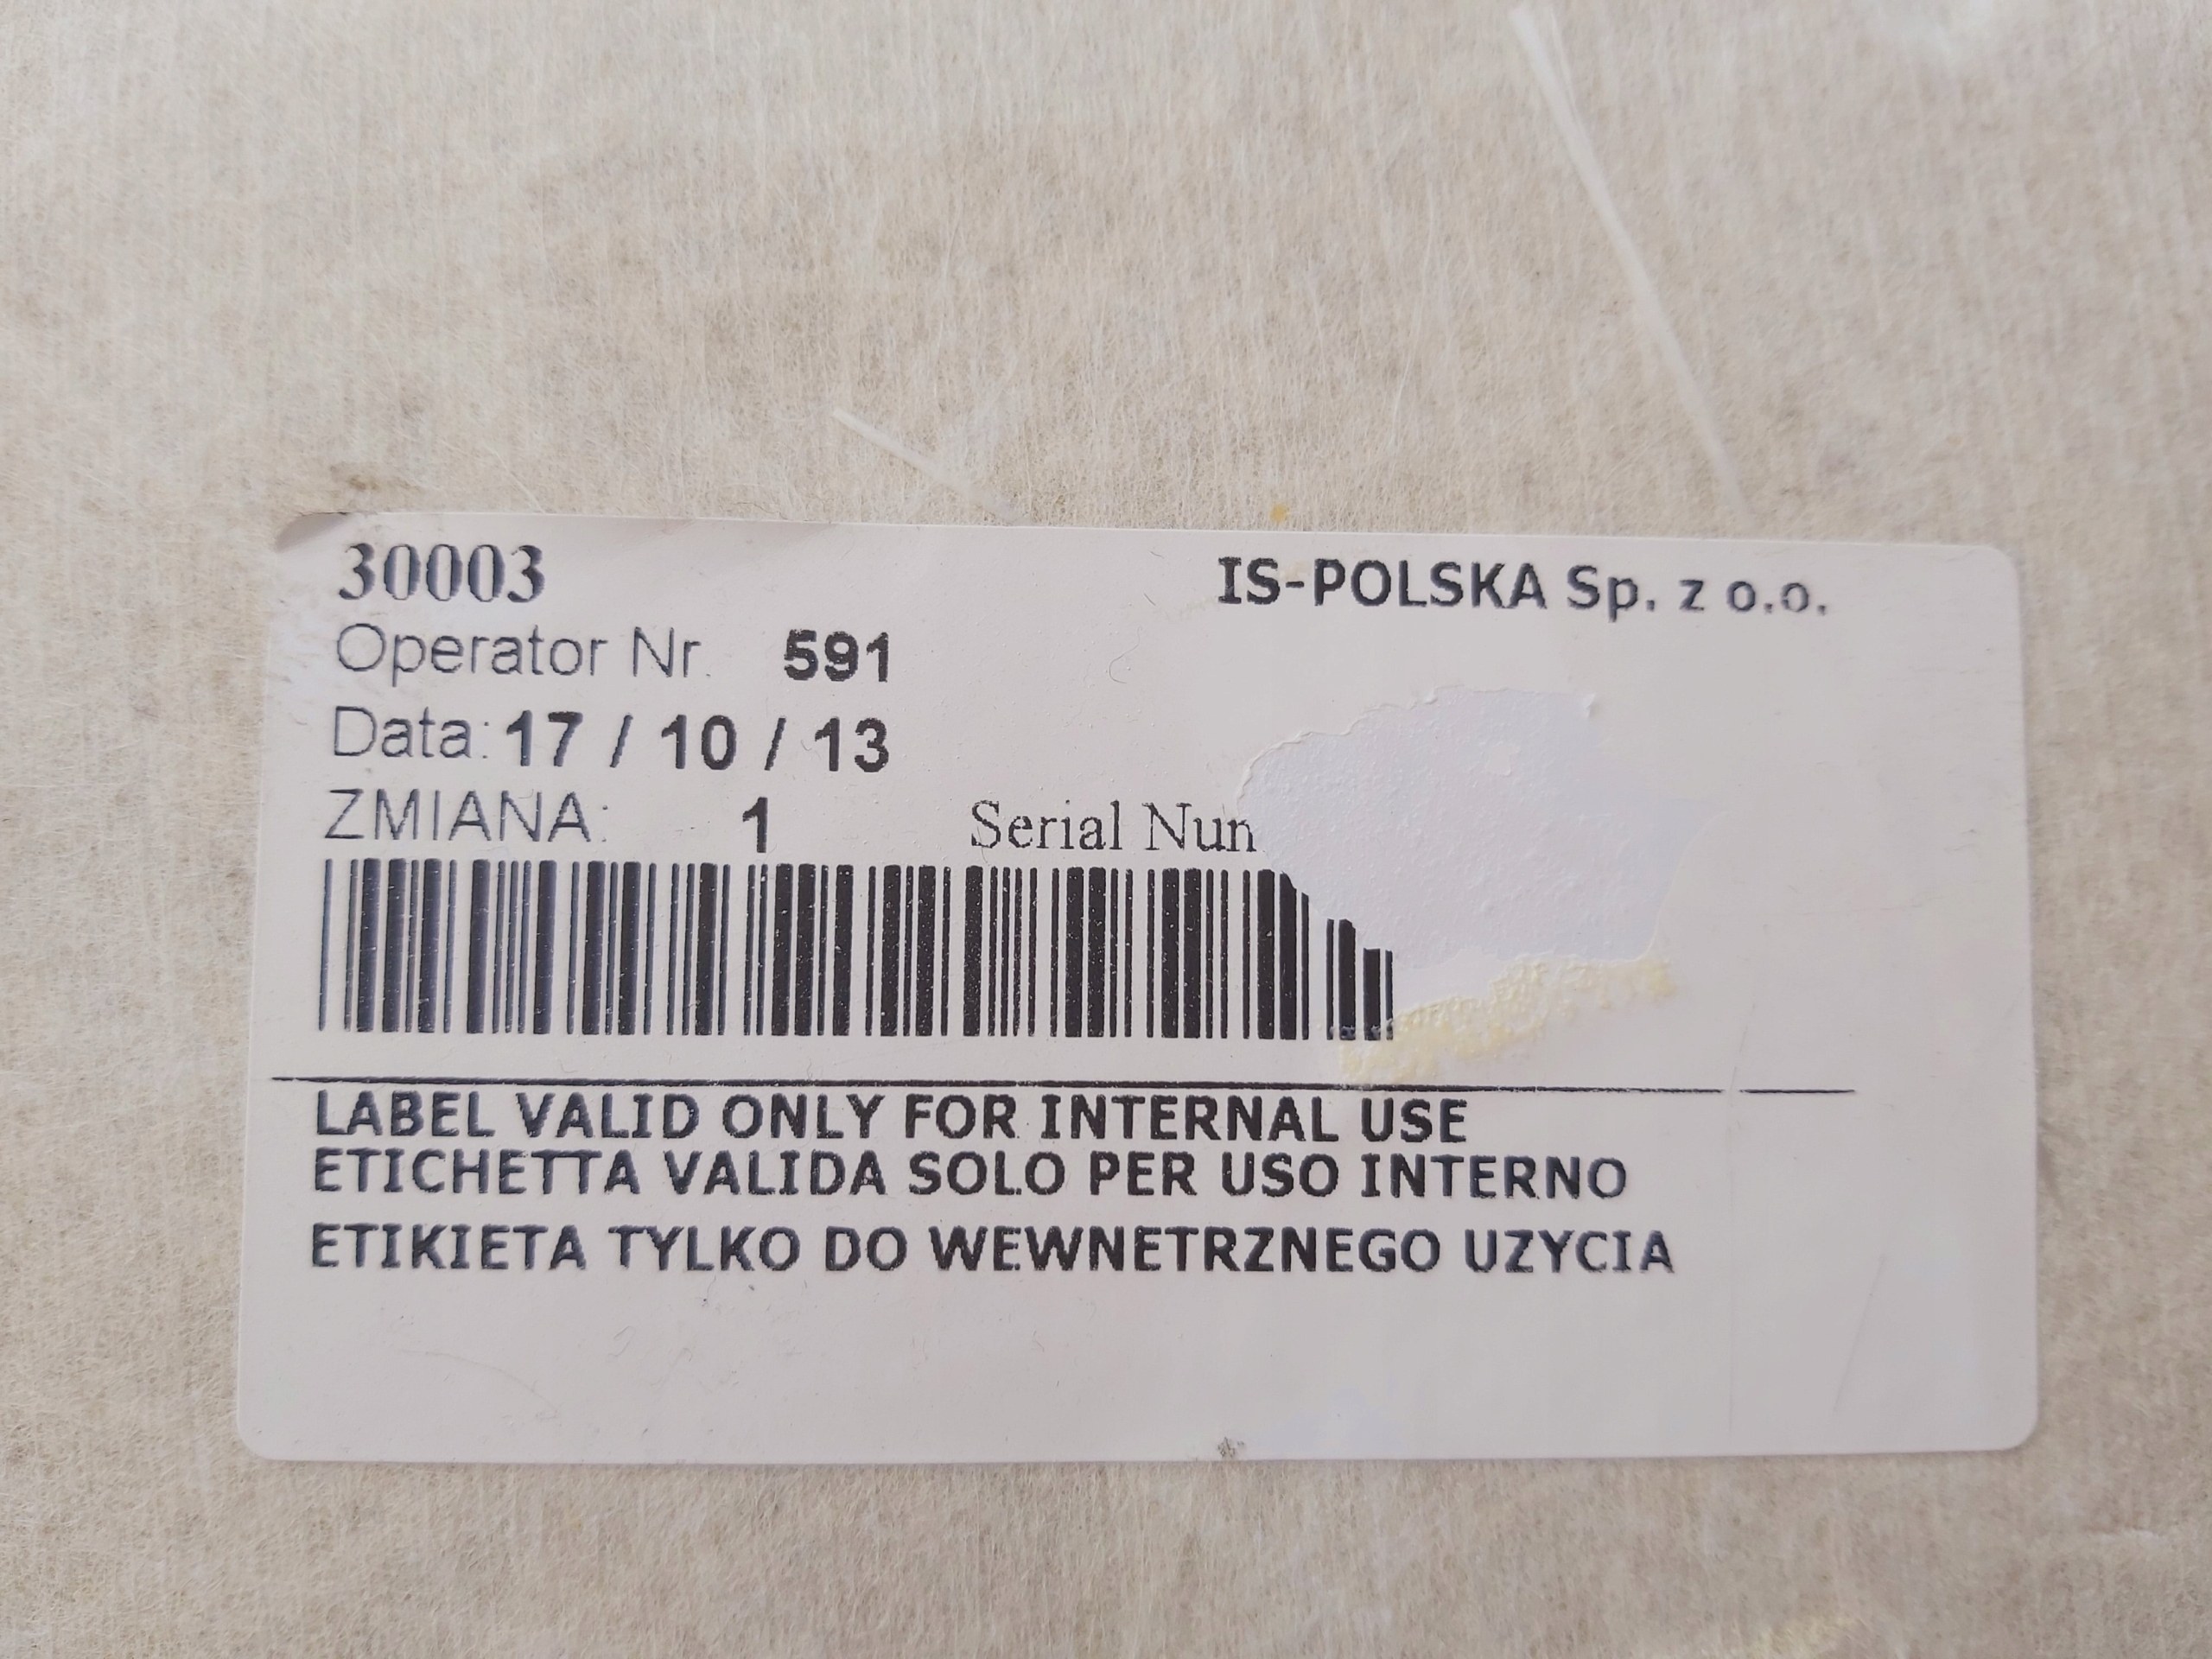 30003
IS-POLSKA Sp. z o.o.
Operator Nr. 591
Data: 17 / 10 / 13
ZMIANA: 1
Serial
LABEL VALID ONLY FOR INTERNAL USE
ETICHETTA VALIDA SOLO PER USO INTERNO
ETIKIETA TYLKO DO WEWNETRZNEGO UZYCIA